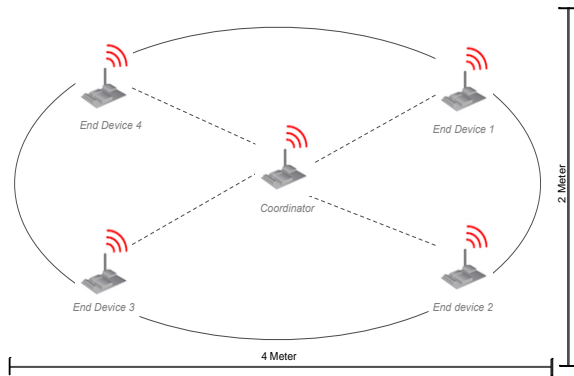 End Device 4
End Device 1
Coordinator
2 Meter
End Device 3
End device 2
4 Meter